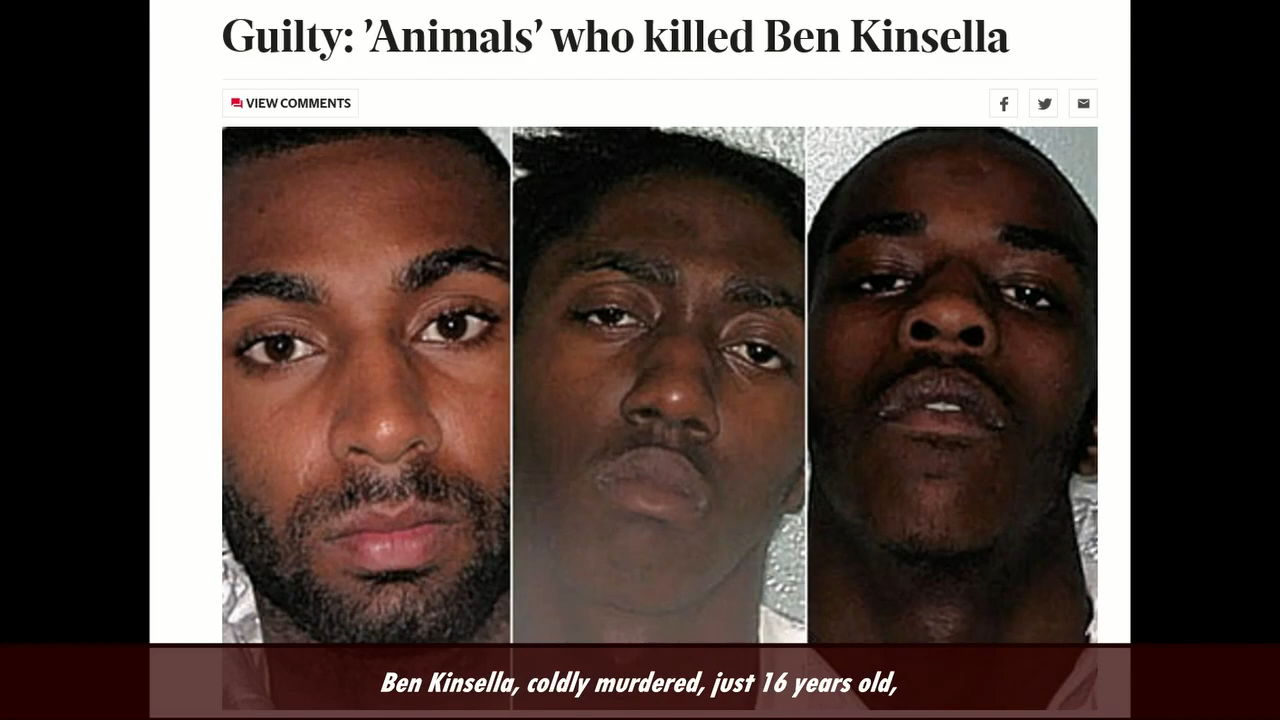 Guilty: ’Animals’ who killed Ben Kinsella
VIEW COMMENTS
Ben Kinsella, coldly murdered, just 16 years old,